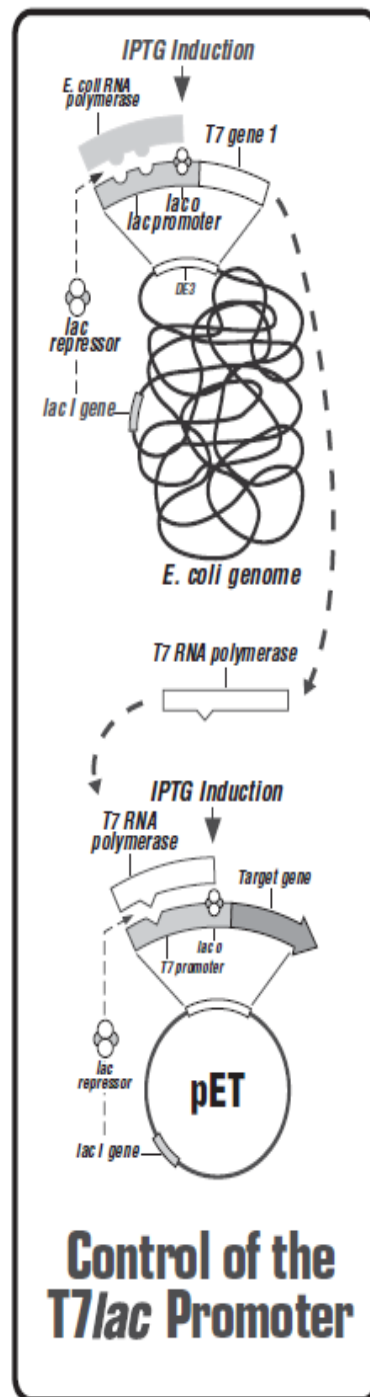 IPTG Induction
E. coli RNA
polymerase
T7 gene 1
lac o
lac promoter
DE3
lac
repressor
lac I gene
E. coli genome
T7 RNA polymerase
IPTG Induction
T7 RNA
polymerase
Target gene
lac o
T7 promoter
lac
repressor
pET
lac I gene
Control of the
T7lac Promoter